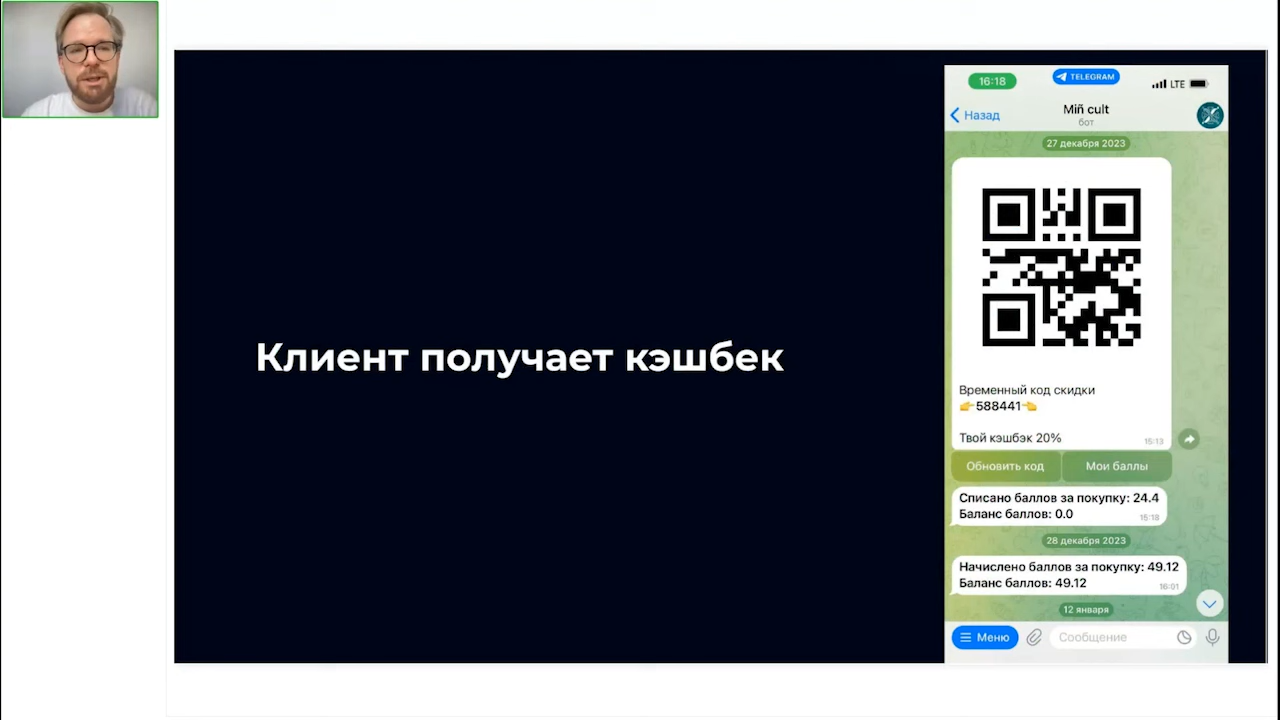 Клиент получает кэшбек
16:18
TELEGRAM
LTE
Назад
Miñ cult
бот
27 декабря 2023
Временный код скидки
👉588441👈
Твой кэшбэк 20%
15:13
Обновить код
Мои баллы
Списано баллов за покупку: 24.4
Баланс баллов: 0.0
15:18
28 декабря 2023
Начислено баллов за покупку: 49.12
Баланс баллов: 49.12
16:01
12 января
Меню
Сообщение